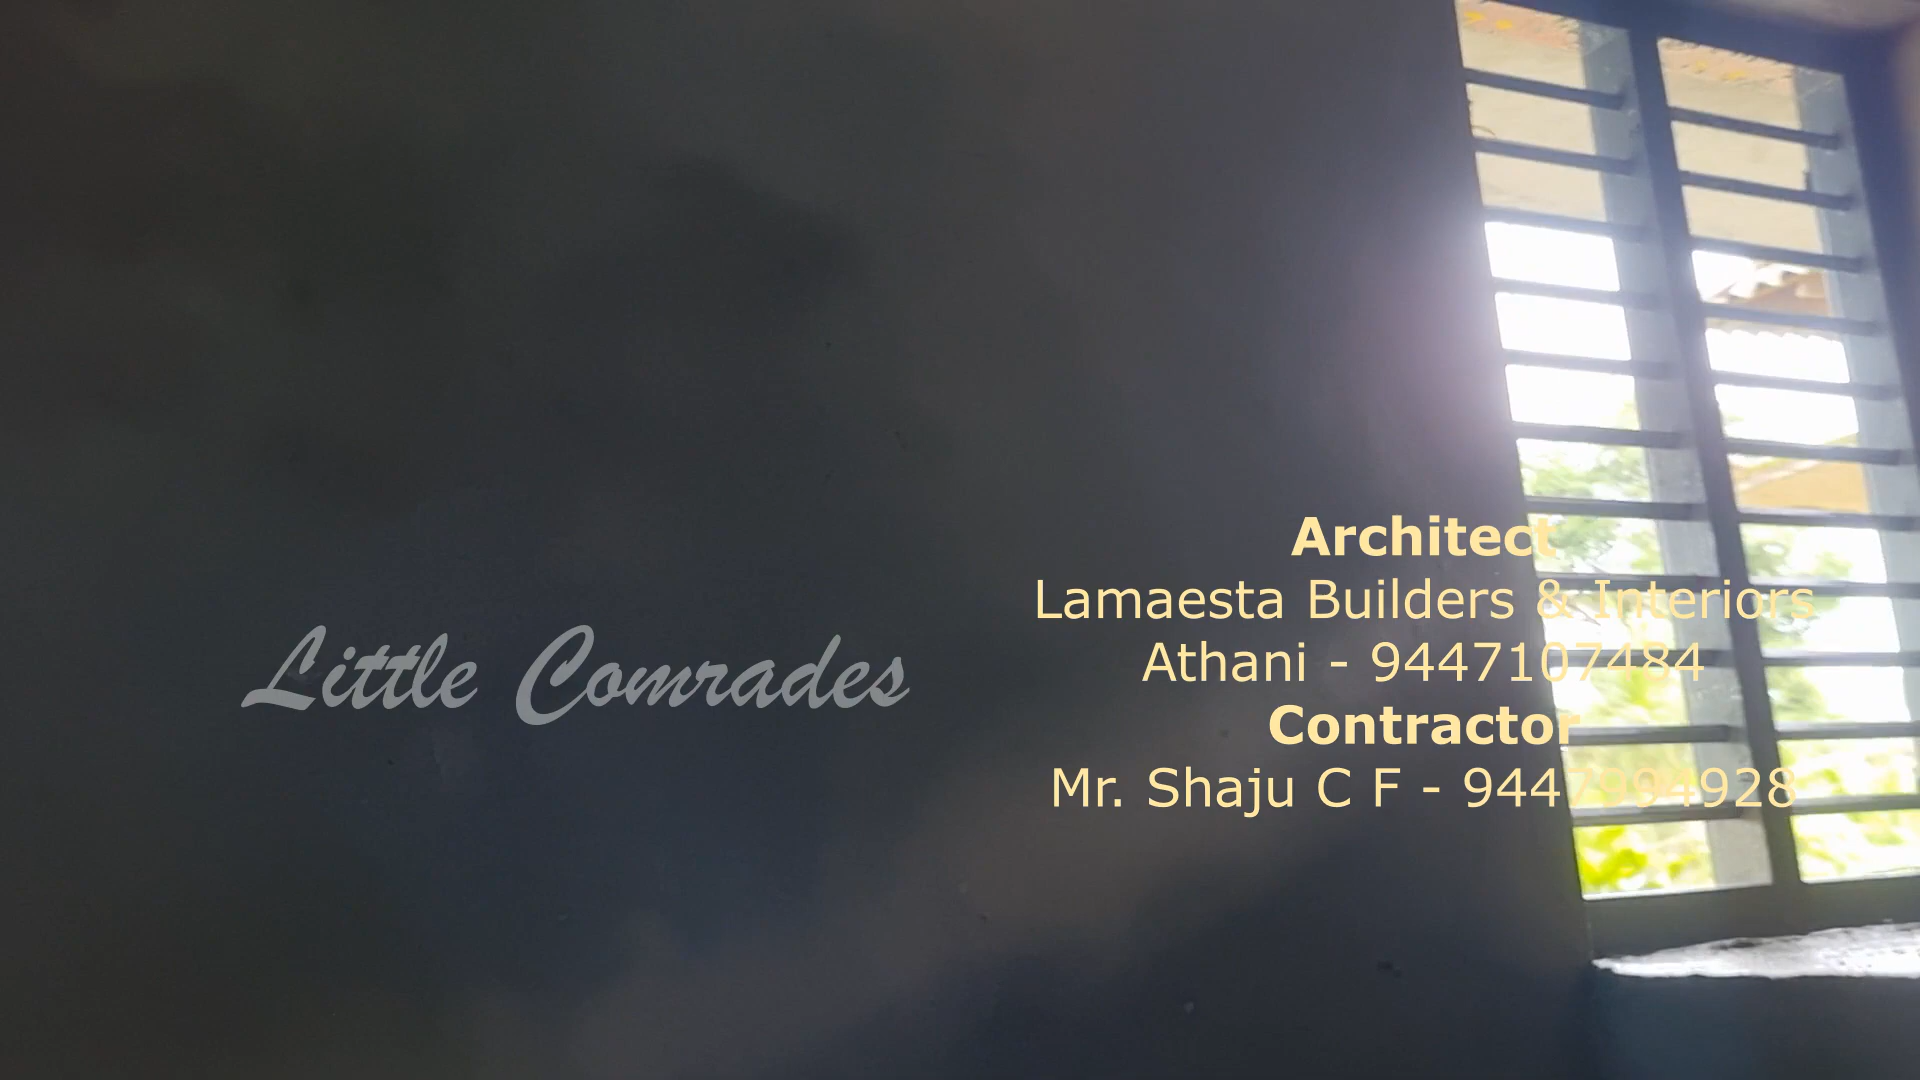 Little Comrades
Architect
Lamaesta Builders & Interiors
Athani - 9447107484
Contractor
Mr. Shaju C F - 9447994928